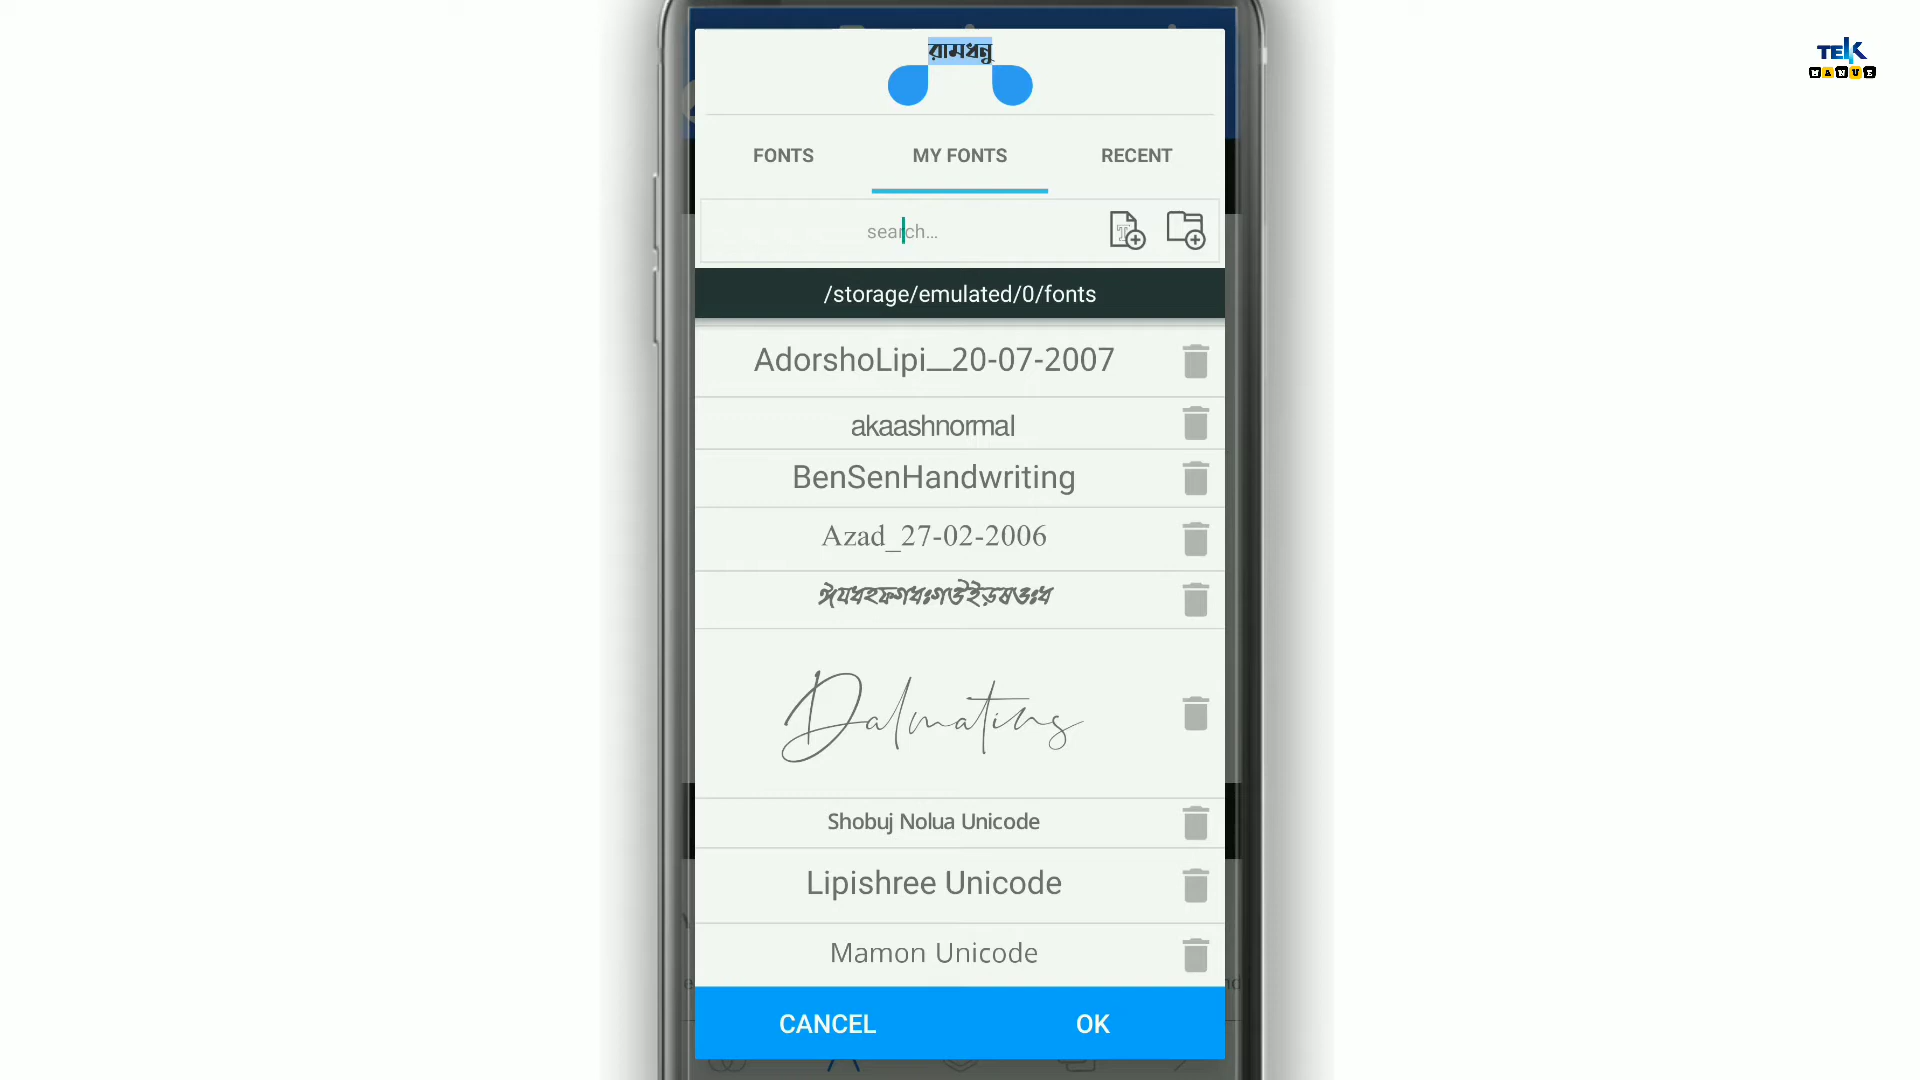 TEK
MANUE
রামধনু
FONTS
MY FONTS
RECENT
search...
/storage/emulated/0/fonts
AdorshoLipi_20-07-2007
akaashnormal
BenSenHandwriting
Azad_27-02-2006
Dalmatins
Shobuj Nolua Unicode
Lipishree Unicode
Mamon Unicode
CANCEL
OK